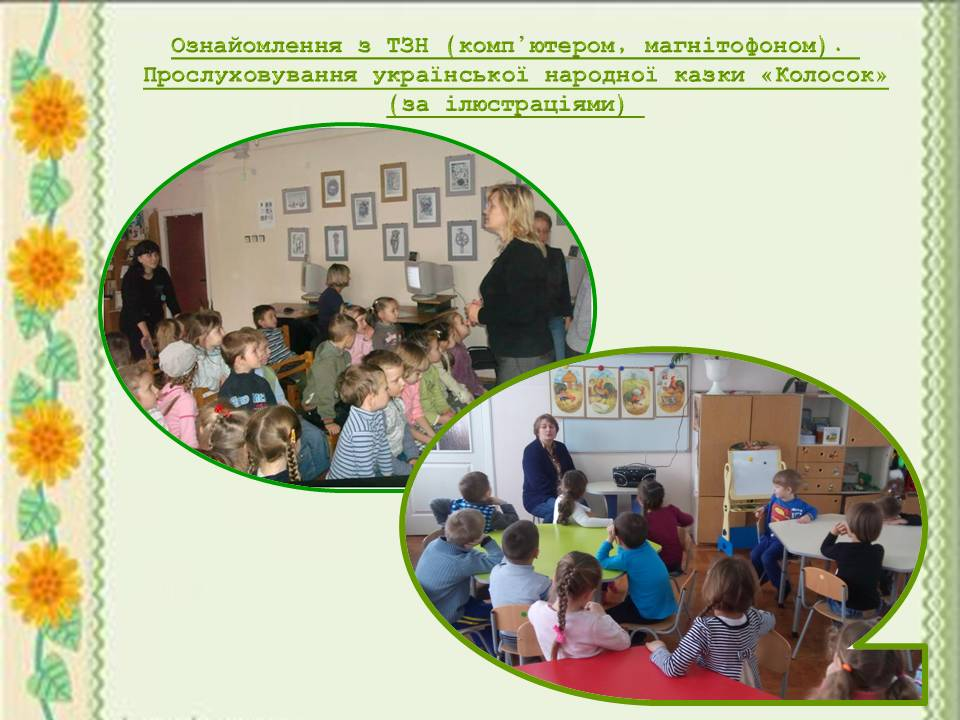 Ознайомлення з ТЗН (комп’ютером, магнітофоном).
Прослуховування української народної казки «Колосок»
(за ілюстраціями)